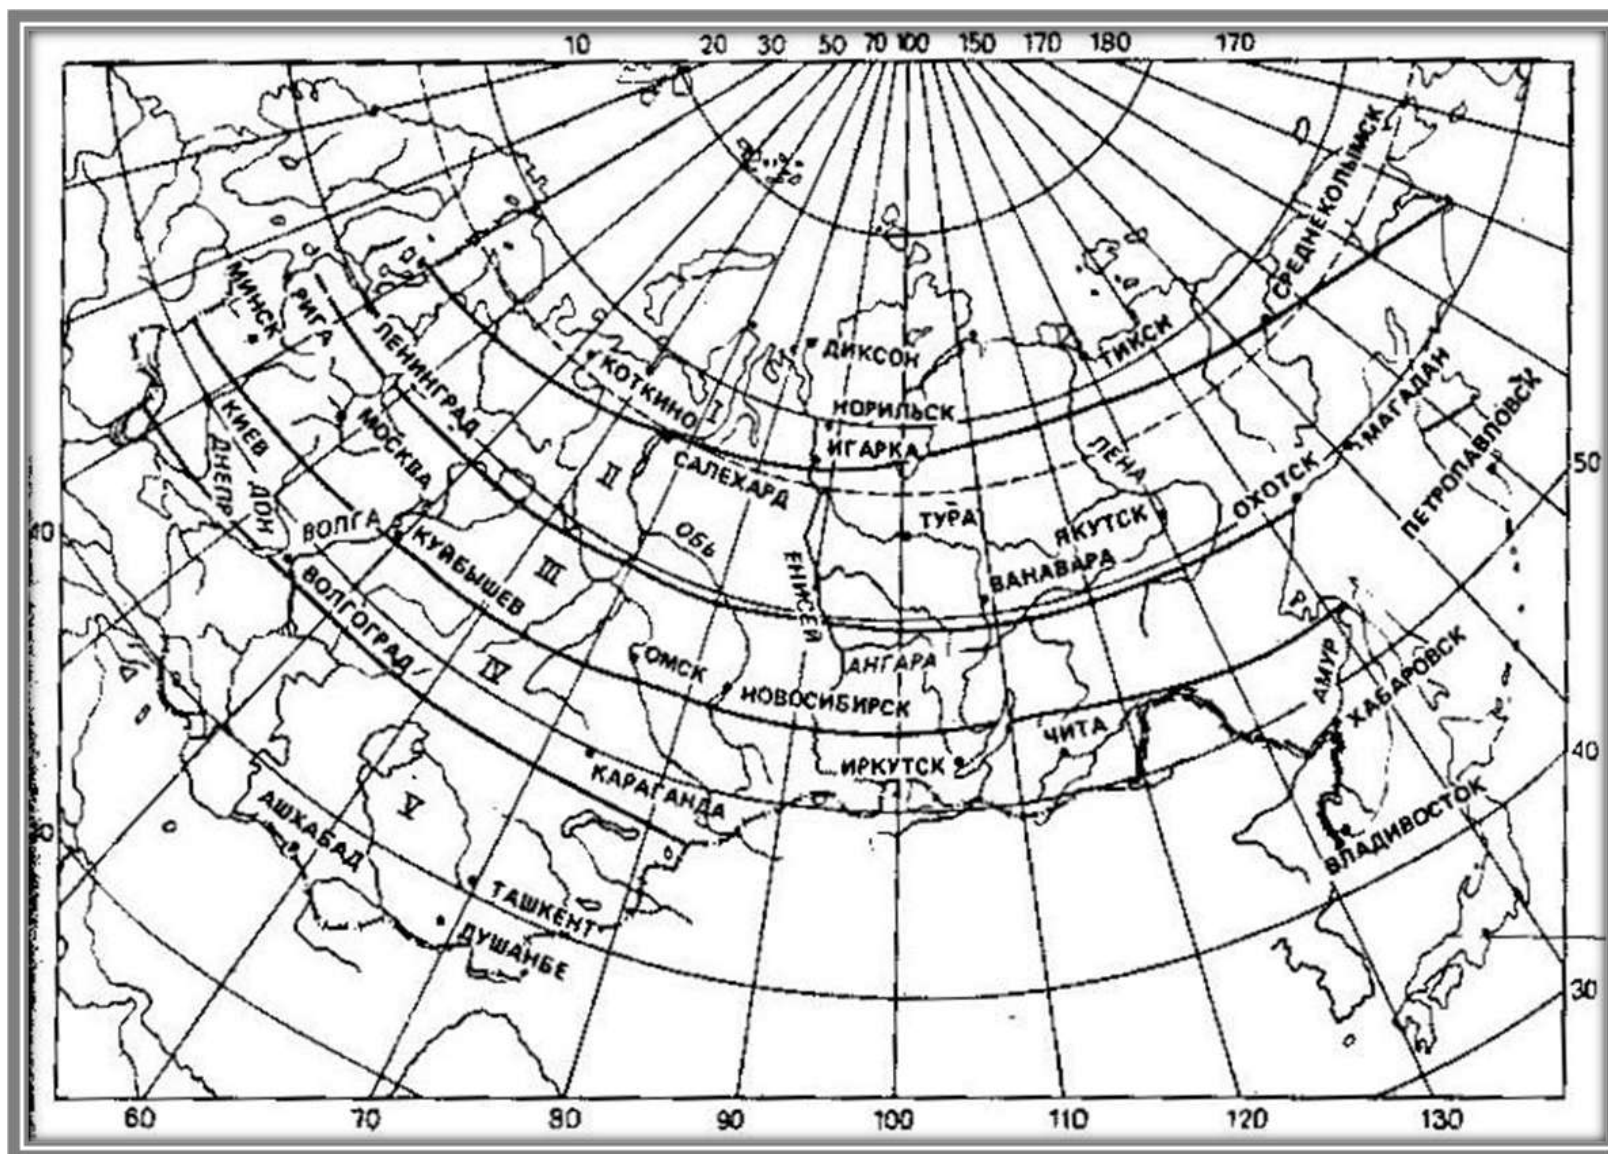 10 20 30 50 70 100 150 170 180 170
СРЕДНЕКОЛЫМСК
МИНСК
РИГА
ЛЕНИНГРАД
КОТКИНО
I
ДИКСОН
ТИКСИ
НОРИЛЬСК
ИГАРКА
МАГАДАН
ПЕТРОПАВЛОВСК
КИЕВ
ДНЕПР
ДОН
МОСКВА
II
САЛЕХАРД
ЛЕНА
ОХОТСК
50
ВОЛГА
ОБЬ
ТУРА
ЯКУТСК
ВАНАВАРА
ЕНИСЕЙ
КУЙБЫШЕВ
III
ВОЛГОГРАД
IV
ОМСК
АНГАРА
НОВОСИБИРСК
АМУР
ХАБАРОВСК
ЧИТА
ИРКУТСК
40
КАРАГАНДА
V
АШХАБАД
ВЛАДИВОСТОК
ТАШКЕНТ
ДУШАНБЕ
30
60 70 80 90 100 110 120 130